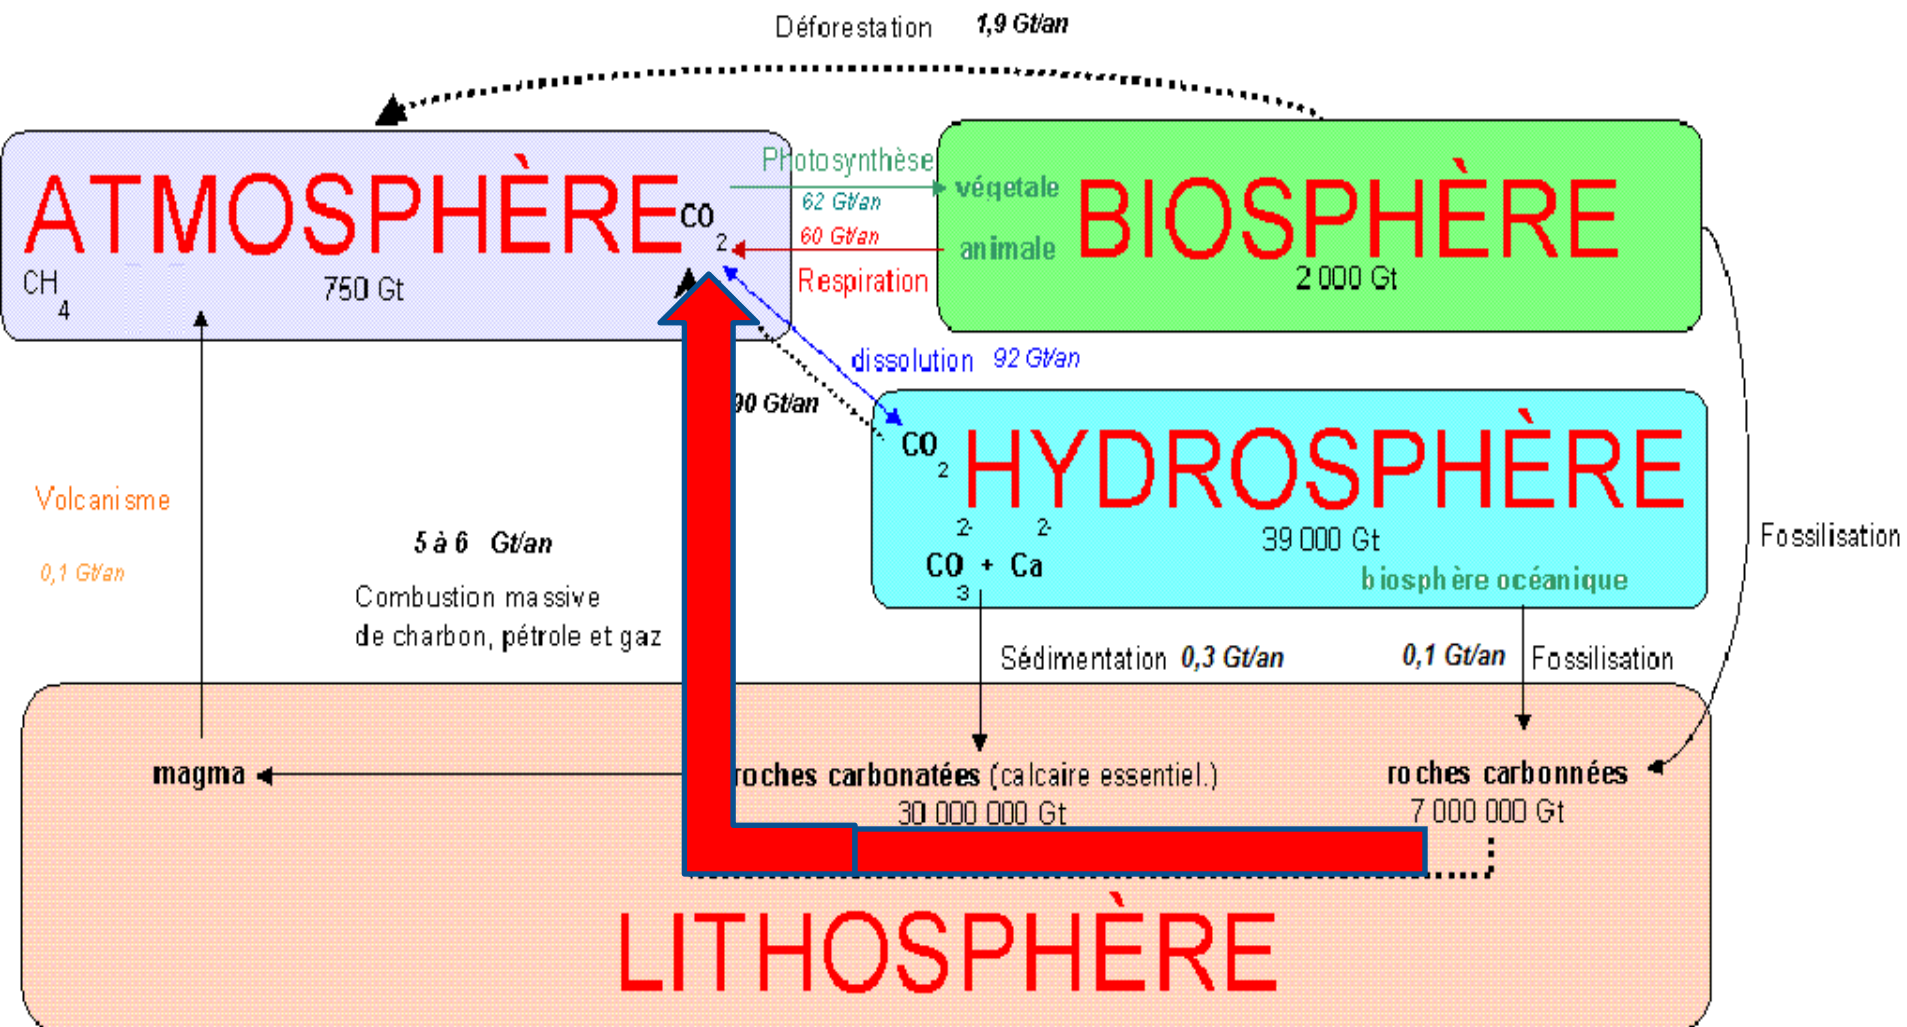 Déforestation 1,9 Gt/an
ATMOSPHÈRE CO2
CH4
750 Gt
Photosynthèse
62 Gt/an
60 Gt/an
Respiration
végetale
animale
BIOSPHÈRE
2 000 Gt
dissolution 92 Gt/an
90 Gt/an
CO2
HYDROSPHÈRE
39 000 Gt
2- 2-
CO3 + Ca
biosphère océanique
Fossilisation
Volcanisme
0,1 Gt/an
5 à 6 Gt/an
Combustion massive
de charbon, pétrole et gaz
Sédimentation 0,3 Gt/an
0,1 Gt/an Fossilisation
magma
roches carbonatées (calcaire essentiel.)
30 000 000 Gt
roches carbonnées
7 000 000 Gt
LITHOSPHÈRE